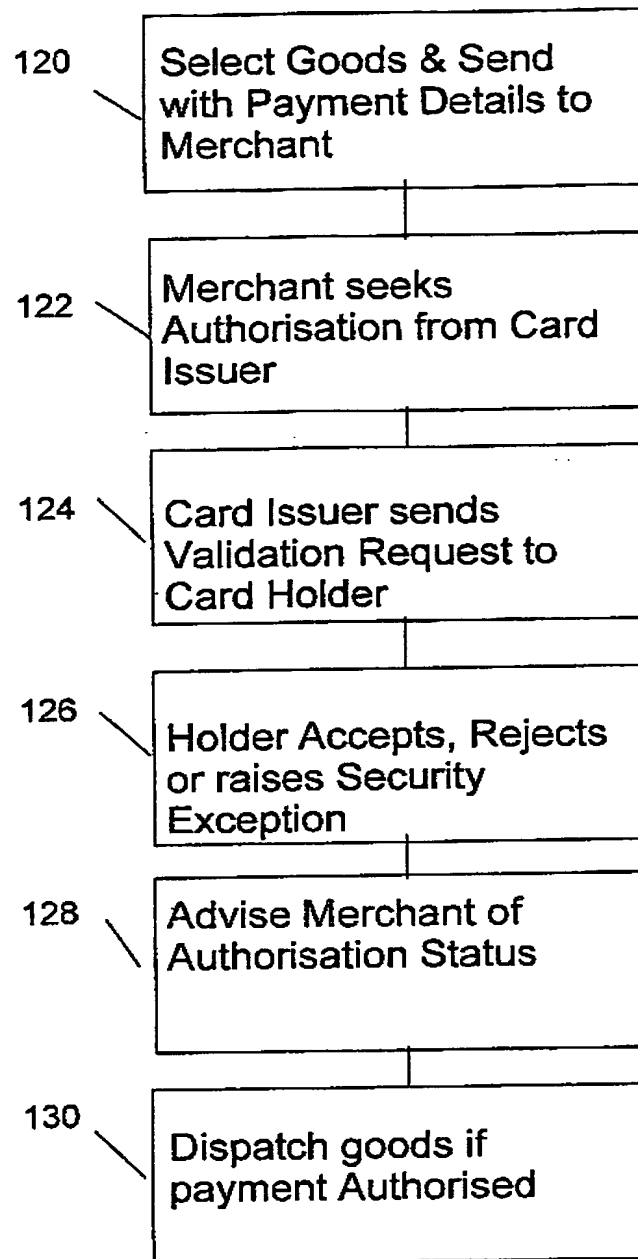 120
Select Goods & Send
with Payment Details to
Merchant
122
Merchant seeks
Authorisation from Card
Issuer
124
Card Issuer sends
Validation Request to
Card Holder
126
Holder Accepts, Rejects
or raises Security
Exception
128
Advise Merchant of
Authorisation Status
130
Dispatch goods if
payment Authorised